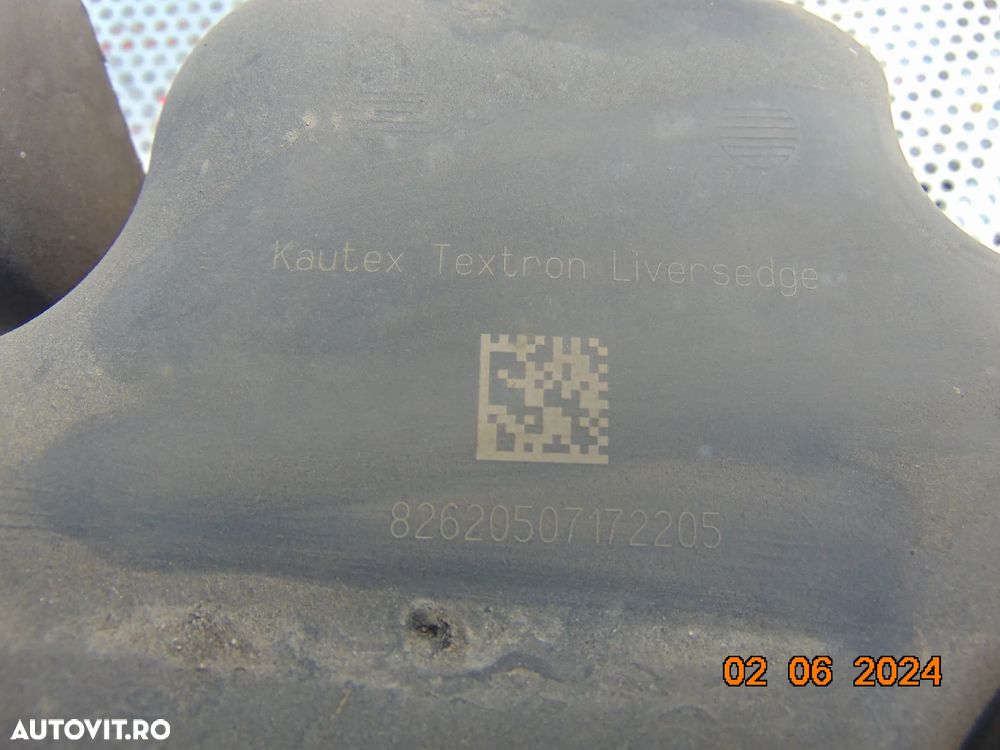 Kautex Textron Liversedge
82620507172205
02 06 2024
AUTOVIT.RO